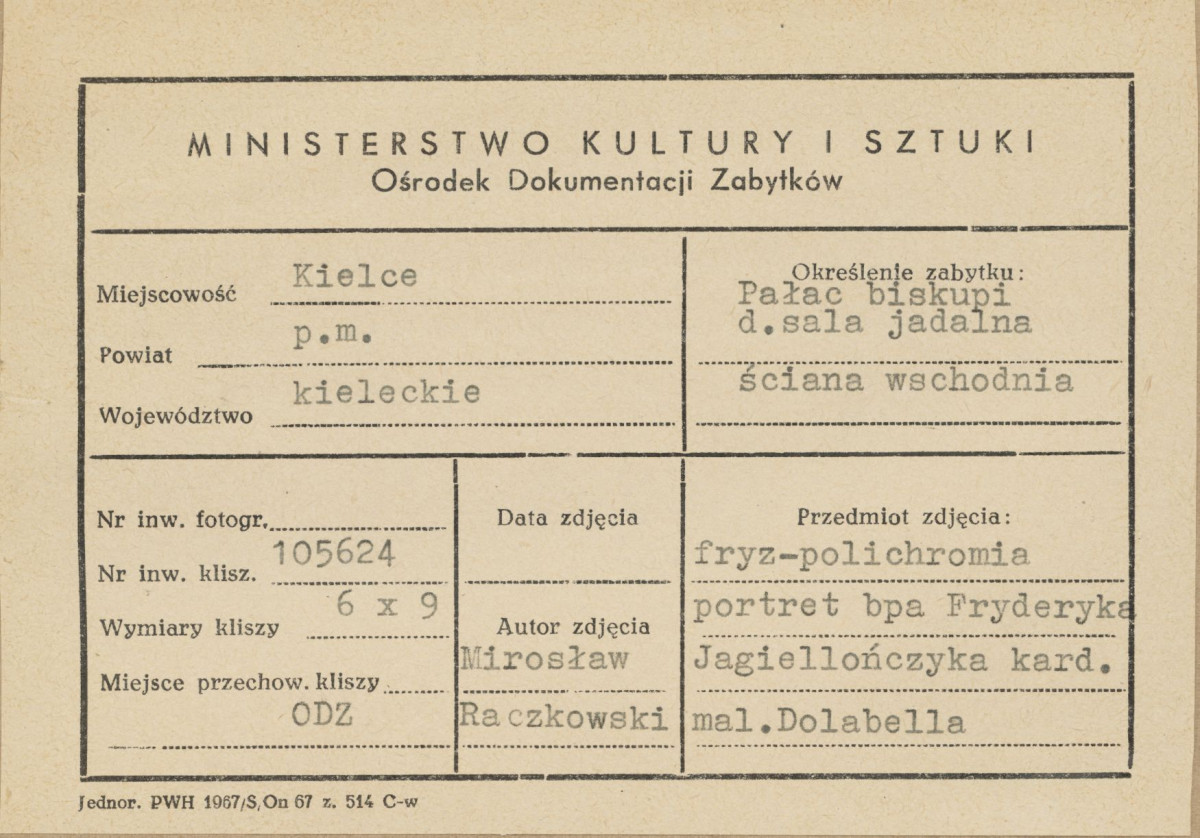 MINISTERSTWO KULTURY I SZTUKI
Ośrodek Dokumentacji Zabytków
Miejscowość Kielce
Powiat p.m.
Województwo kieleckie
Określenie zabytku:
Pałac biskupi
d.sala jadalna
ściana wschodnia
Nr inw. fotogr.
Nr inw. klisz. 105624
Wymiary kliszy 6 x 9
Miejsce przechow. kliszy
ODZ
Data zdjęcia
Autor zdjęcia
Mirosław
Raczkowski
Przedmiot zdjęcia:
fryz-polichromia
portret bpa Fryderyka
Jagiellończyka kard.
mal.Dolabella
Jednor. PWH 1967/S,On 67 z. 514 C-w